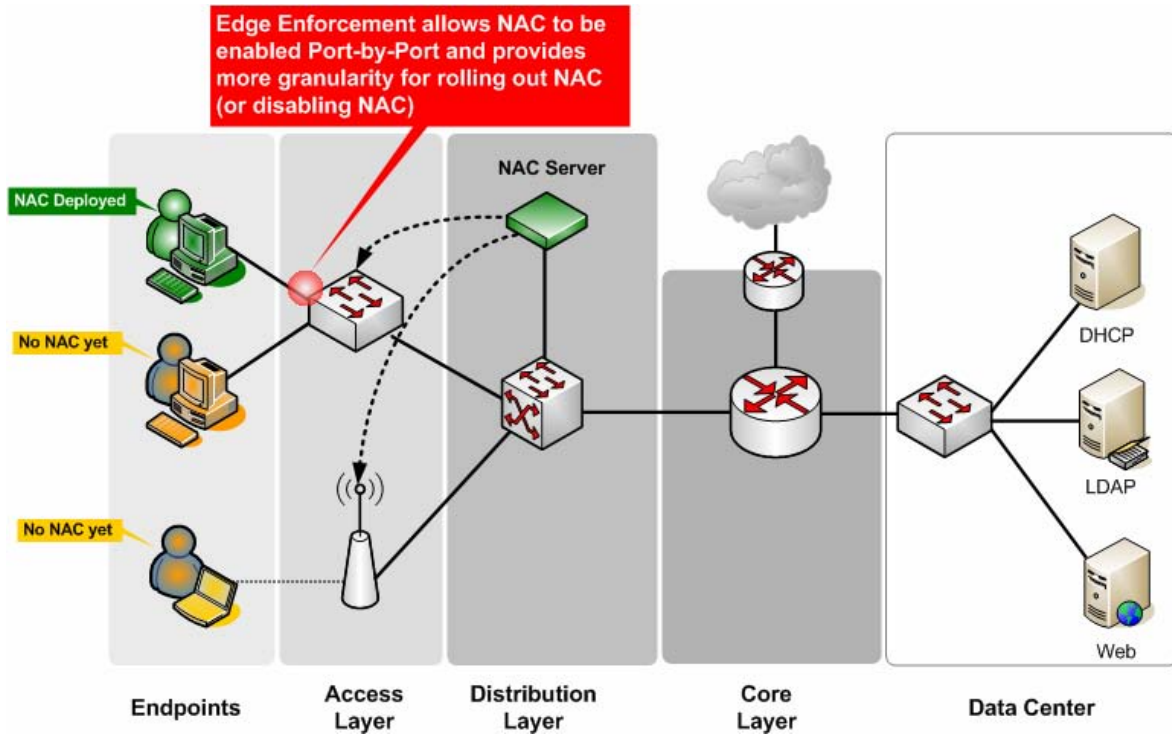 Edge Enforcement allows NAC to be
enabled Port-by-Port and provides
more granularity for rolling out NAC
(or disabling NAC)
NAC Server
NAC Deployed
No NAC yet
No NAC yet
DHCP
LDAP
Web
Endpoints
Access
Layer
Distribution
Layer
Core
Layer
Data Center